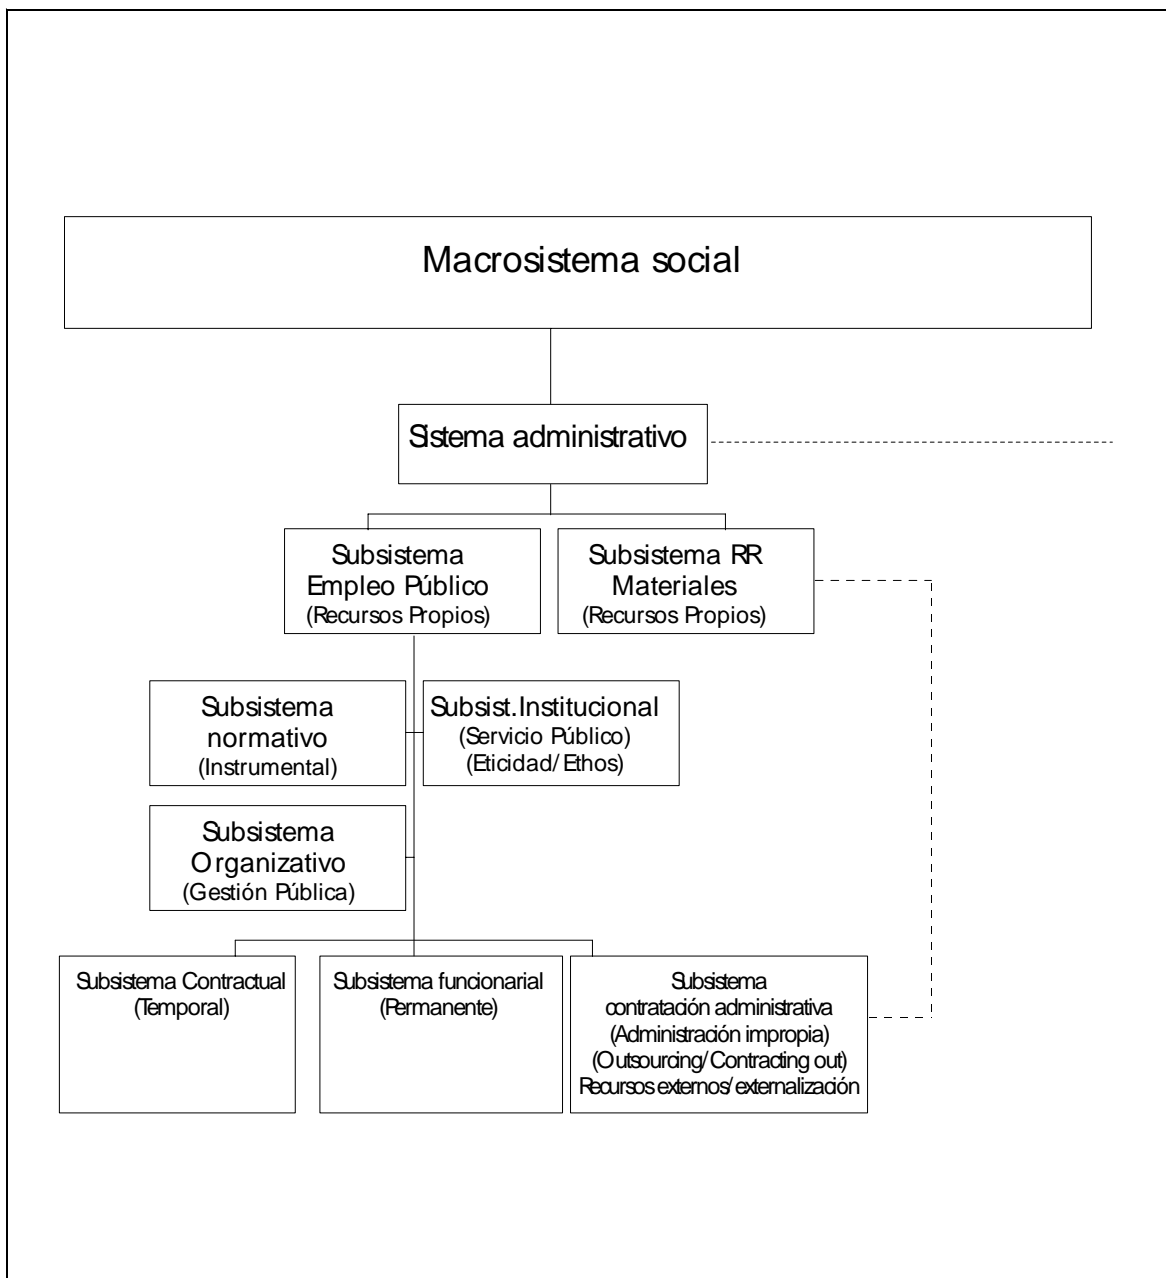 Macrosistema social
Sistema administrativo
Subsistema
Empleo Público
(Recursos Propios)
Subsistema RR
Materiales
(Recursos Propios)
Subsistema
normativo
(Instrumental)
Subsist.Institucional
(Servicio Público)
(Eticidad/Ethos)
Subsistema
Organizativo
(Gestión Pública)
Subsistema Contractual
(Temporal)
Subsistema funcionarial
(Permanente)
Subsistema
contratación administrativa
(Administración impropia)
(Outsourcing/Contracting out)
Recursos externos/externalización